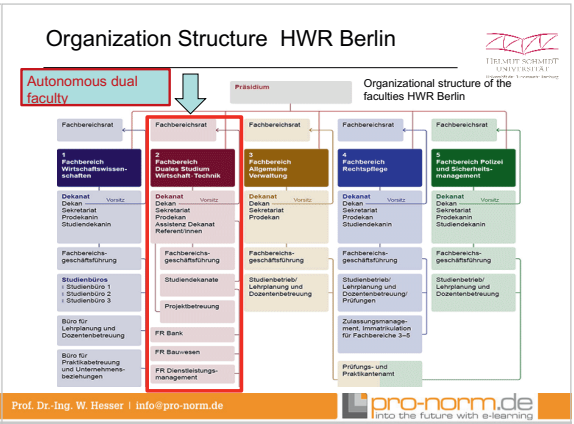 Organization Structure HWR Berlin
HELMUT SCHMIDT
UNIVERSITÄT
Autonomous dual
faculty
Präsidium
Organizational structure of the
faculties HWR Berlin
Fachbereichsrat
Fachbereichsrat
Fachbereichsrat
Fachbereichsrat
Fachbereichsrat
1
Fachbereich
Wirtschaftswissen-
schaften
2
Fachbereich
Duales Studium
Wirtschaft·Technik
3
Fachbereich
Allgemeine
Verwaltung
4
Fachbereich
Rechtspflege
5
Fachbereich Polizei
und Sicherheits-
management
Dekanat
Dekan Vorsitz
Sekretariat
Prodekanin
Studiendekanin
Dekanat
Dekan Vorsitz
Sekretariat
Prodekan
Assistenz Dekanat
Referent/innen
Dekanat
Dekan Vorsitz
Sekretariat
Prodekan
Dekanat
Dekan Vorsitz
Sekretariat
Prodekanin
Studiendekanin
Dekanat
Dekan Vorsitz
Sekretariat
Prodekan
Studiendekanin
Fachbereichs-
geschäftsführung
Fachbereichs-
geschäftsführung
Fachbereichs-
geschäftsführung
Fachbereichs-
geschäftsführung
Fachbereichs-
geschäftsführung
Studienbüros
Studienbüro 1
Studienbüro 2
Studienbüro 3
Studiendekanate
Studienbetrieb/
Lehrplanung und
Dozentenbetreuung
Studienbetrieb/
Lehrplanung und
Dozentenbetreuung/
Prüfungen
Studienbetrieb/
Lehrplanung und
Dozentenbetreuung
Projektbetreuung
Büro für
Lehrplanung und
Dozentenbetreuung
FR Bank
Zulassungsmanage-
ment, Immatrikulation
für Fachbereiche 3–5
FR Bauwesen
Büro für
Praktikabetreuung
und Unternehmens-
beziehungen
FR Dienstleistungs-
management
Prüfungs- und
Praktikantenamt
Prof. Dr.-Ing. W. Hesser | info@pro-norm.de
pro-norm.de
into the future with e-learning